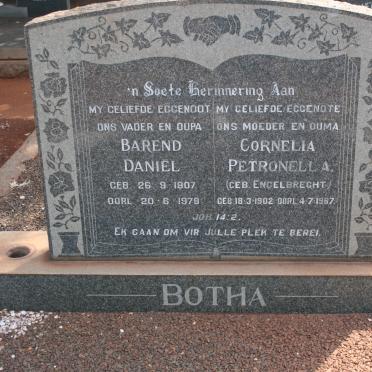 'n Soete Herinnering Aan
MY GELIEFDE EGGENOOT
ONS VADER EN OUPA
BAREND
DANIEL
GEB. 26-9-1907
OORL. 20-6-1978
MY GELIEFDE EGGENOTE
ONS MOEDER EN OUMA
CORNELIA
PETRONELLA,
(GEB. ENGELBRECHT)
GEB. 18-3-1902 OORL. 4-7-1967
JOH. 14:2.
EK GAAN OM VIR JULLE PLEK TE BEREI.
BOTHA